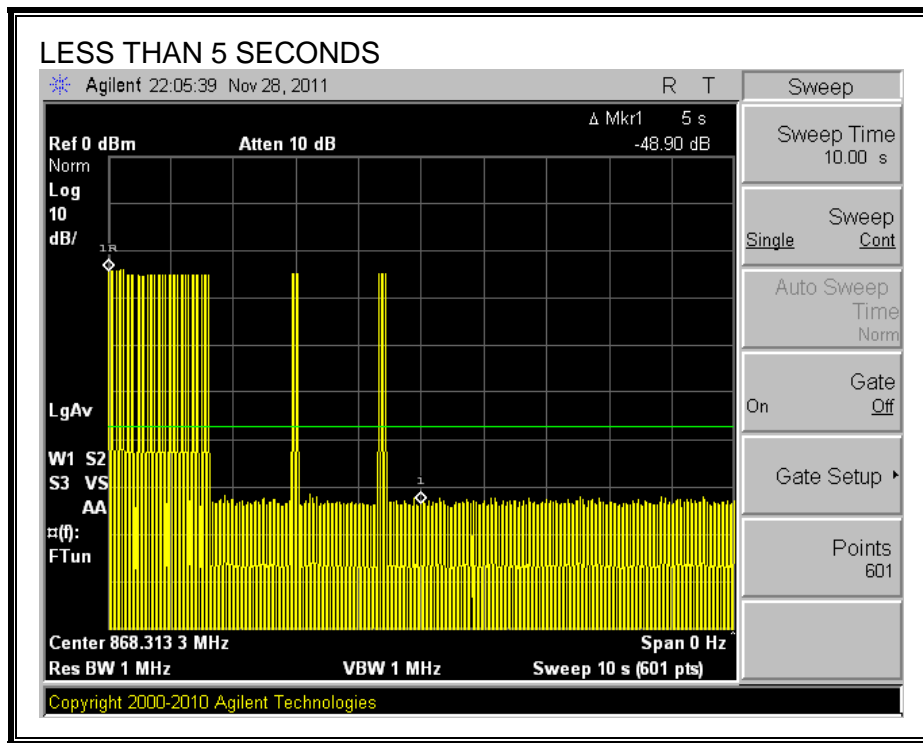 LESS THAN 5 SECONDS
Agilent 22:05:39 Nov 28, 2011 R T
Δ Mkr1 5 s
Ref 0 dBm Atten 10 dB -48.90 dB
Norm
Log
10
dB/
1R
LgAv
W1 S2
S3 VS
AA
¤(f):
FTun
1
Center 868.313 3 MHz Span 0 Hz^
Res BW 1 MHz VBW 1 MHz Sweep 10 s (601 pts)
Copyright 2000-2010 Agilent Technologies
Sweep
Sweep Time
10.00 s
Sweep
Single Cont
Auto Sweep
Time
Norm
Gate
On Off
Gate Setup
Points
601